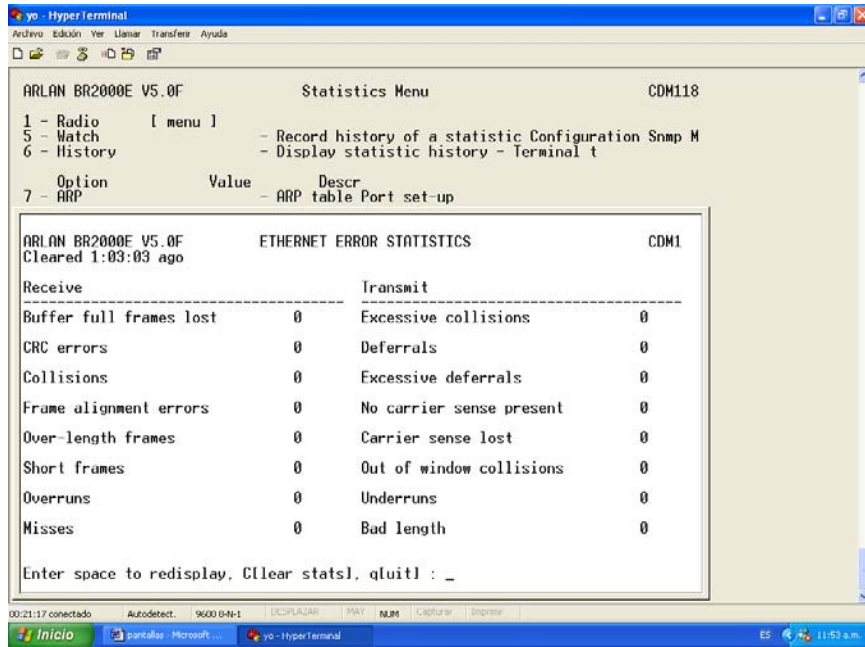 yo - HyperTerminal
Archivo Edición Ver Llamar Transferir Ayuda
ARLAN BR2000E V5.0F Statistics Menu CDM118
1 - Radio [ menu ]
5 - Watch - Record history of a statistic Configuration Snmp M
6 - History - Display statistic history - Terminal t
Option Value Descr
7 - ARP - ARP table Port set-up
ARLAN BR2000E V5.0F ETHERNET ERROR STATISTICS CDM1
Cleared 1:03:03 ago
Receive Transmit
Buffer full frames lost 0 Excessive collisions 0
CRC errors 0 Deferrals 0
Collisions 0 Excessive deferrals 0
Frame alignment errors 0 No carrier sense present 0
Over-length frames 0 Carrier sense lost 0
Short frames 0 Out of window collisions 0
Overruns 0 Underruns 0
Misses 0 Bad length 0
Enter space to redisplay, C[lear stats], q[uit] : _
00:21:17 conectado Autodetect. 9600 8-N-1 DESPLAZAR MAY NUM Capturar Imprimir
Inicio pantallas - Microsoft ... yo - HyperTerminal ES 11:53 a.m.